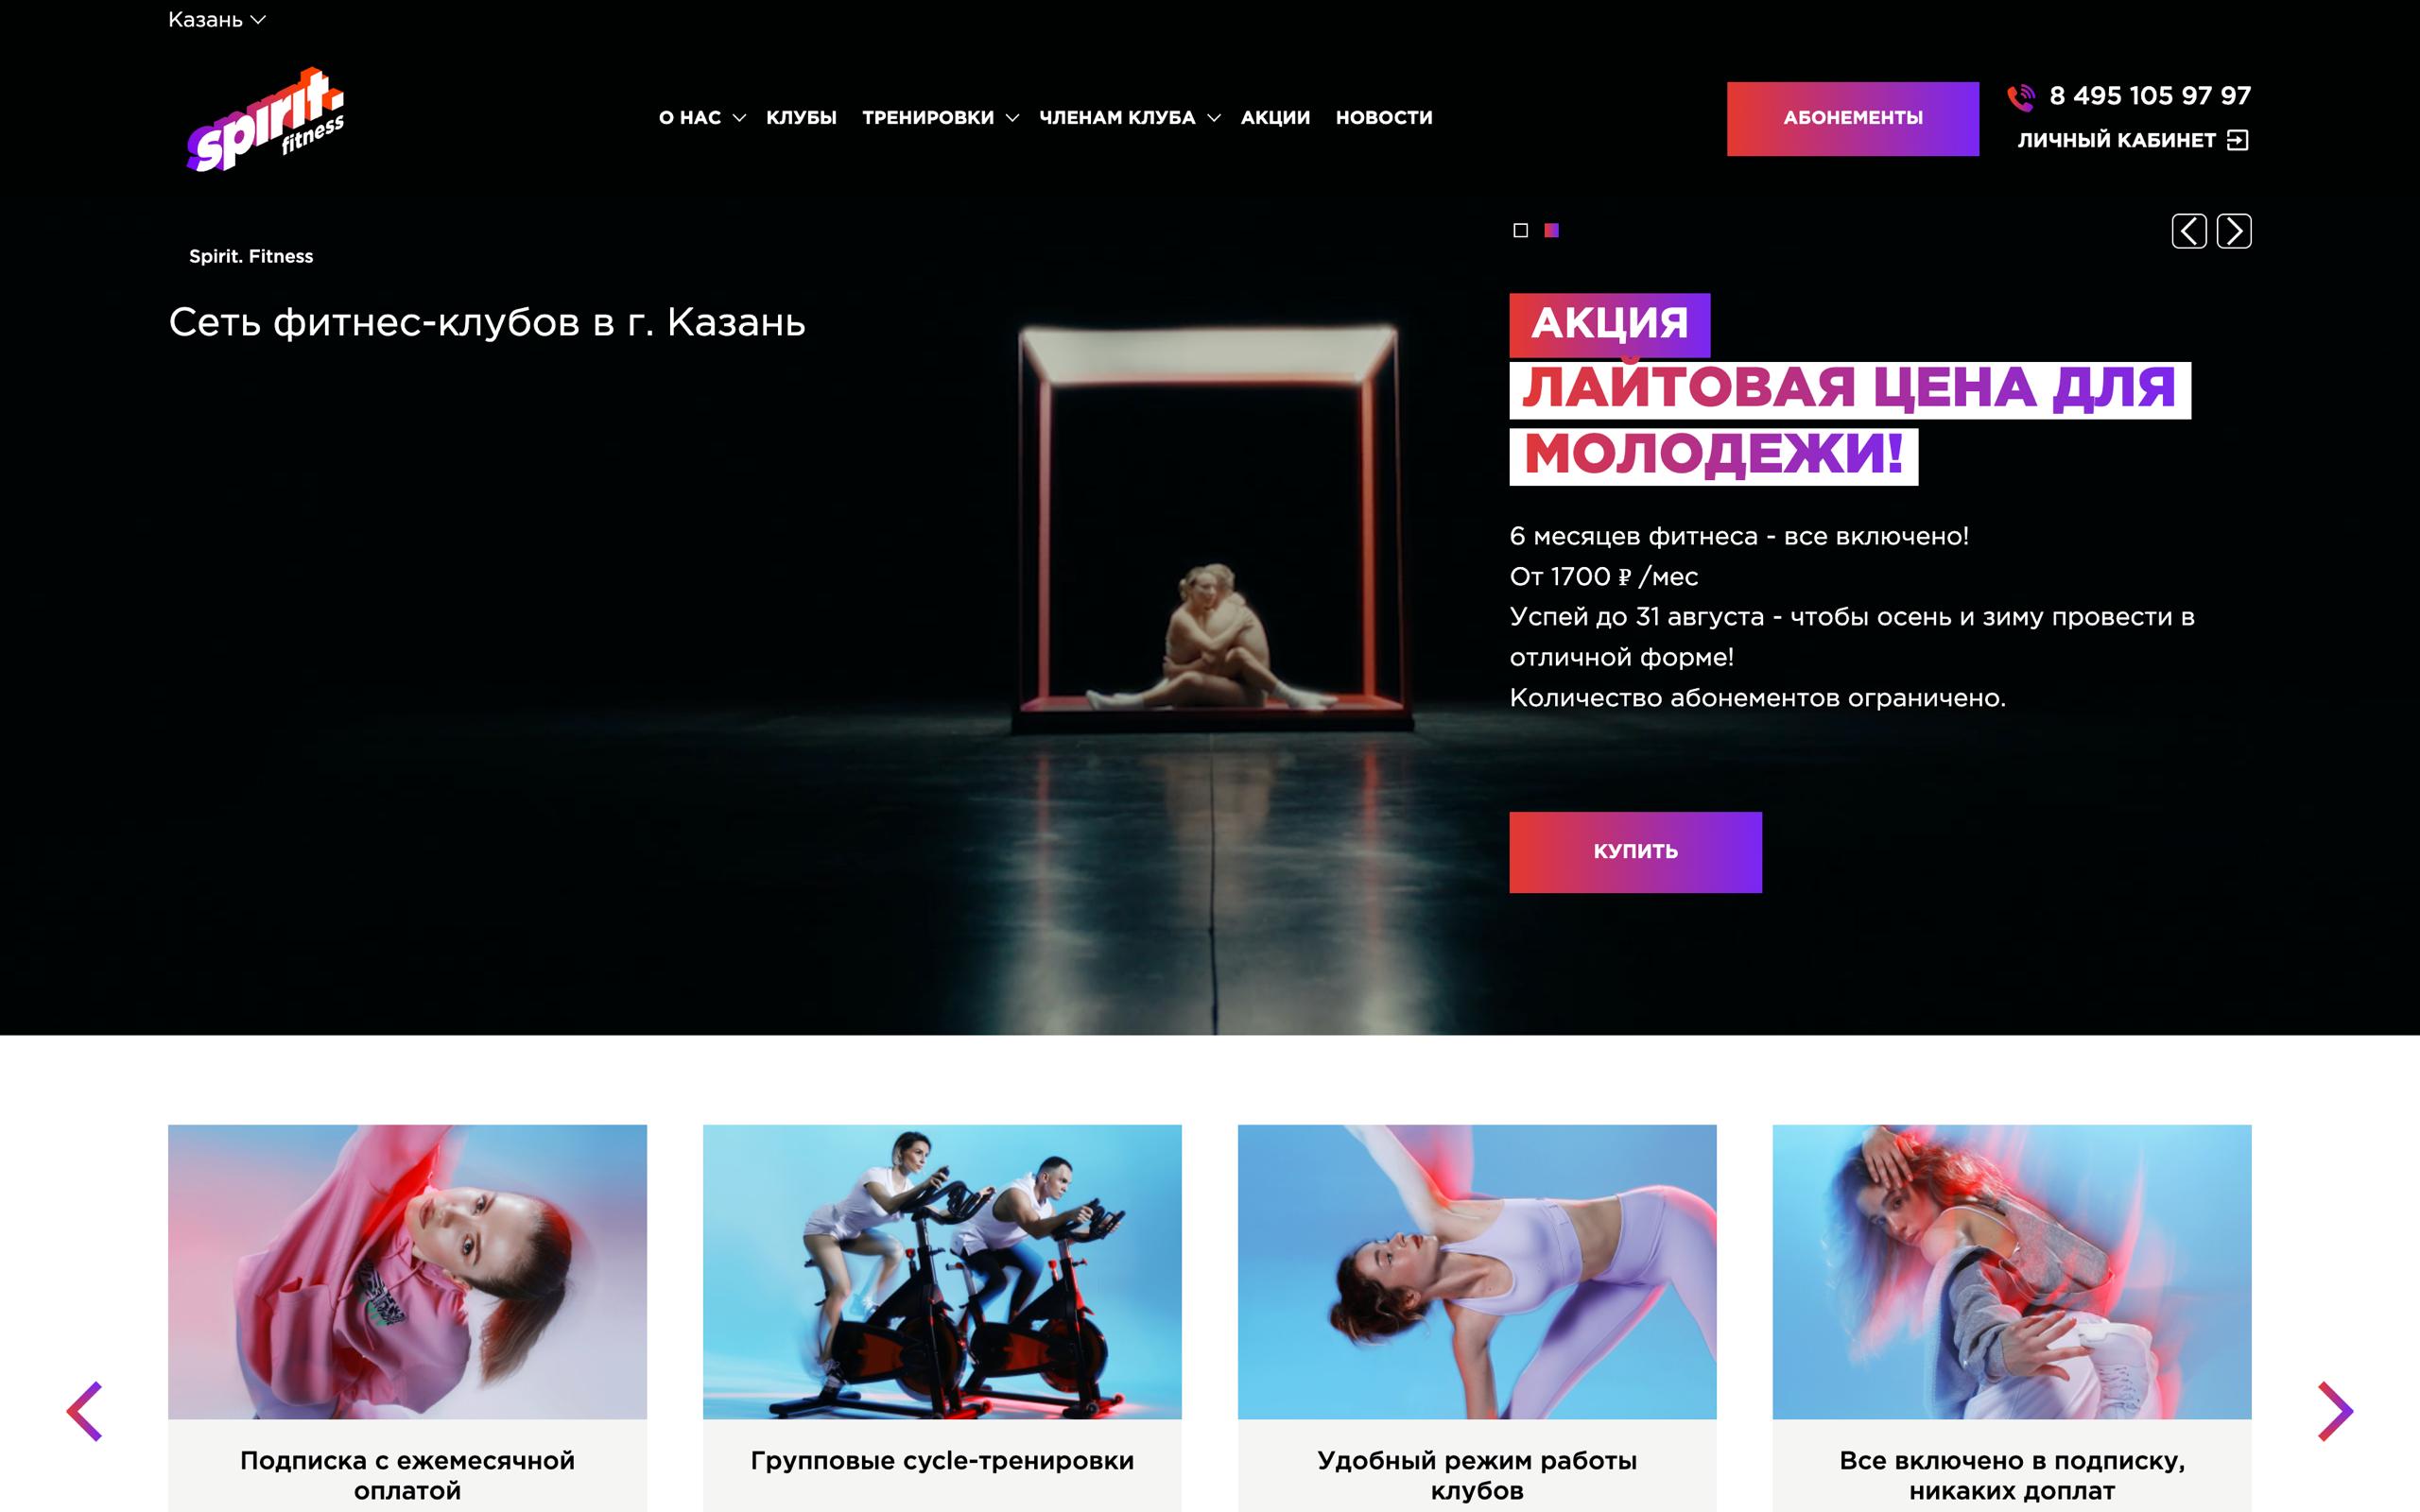 Казань
spirit.
fitness
О НАС
КЛУБЫ
ТРЕНИРОВКИ
ЧЛЕНАМ КЛУБА
АКЦИИ
НОВОСТИ
АБОНЕМЕНТЫ
8 495 105 97 97
ЛИЧНЫЙ КАБИНЕТ
Spirit. Fitness
Сеть фитнес-клубов в г. Казань
АКЦИЯ
ЛАЙТОВАЯ ЦЕНА ДЛЯ
МОЛОДЕЖИ!
6 месяцев фитнеса - все включено!
От 1700 ₽ /мес
Успей до 31 августа - чтобы осень и зиму провести в
отличной форме!
Количество абонементов ограничено.
КУПИТЬ
Подписка с ежемесячной
оплатой
Групповые cycle-тренировки
Удобный режим работы
клубов
Все включено в подписку,
никаких доплат